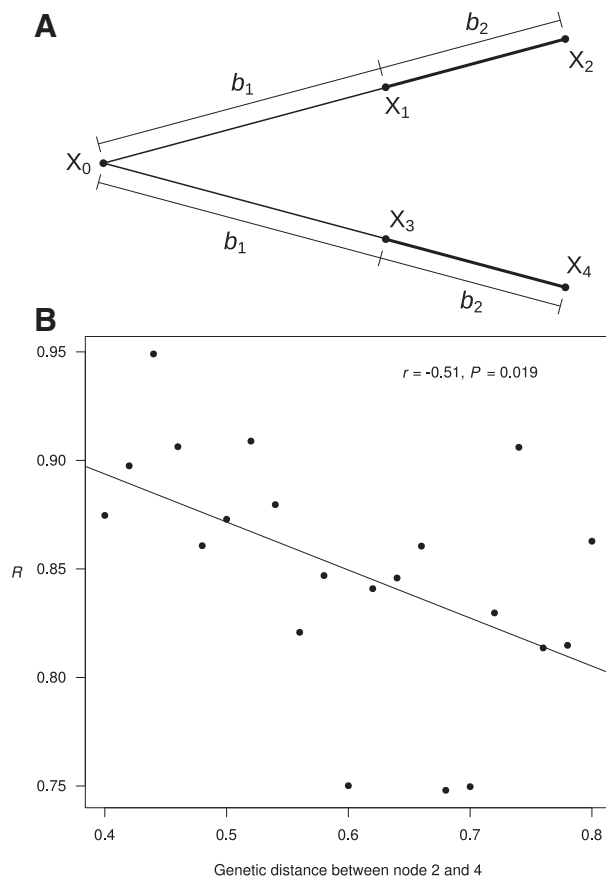 A
b₂
X₂
b₁
X₁
X₀
X₃
b₁
X₄
b₂
B
0.95
r = -0.51, P = 0.019
0.90
0.85
R
0.80
0.75
0.4 0.5 0.6 0.7 0.8
Genetic distance between node 2 and 4